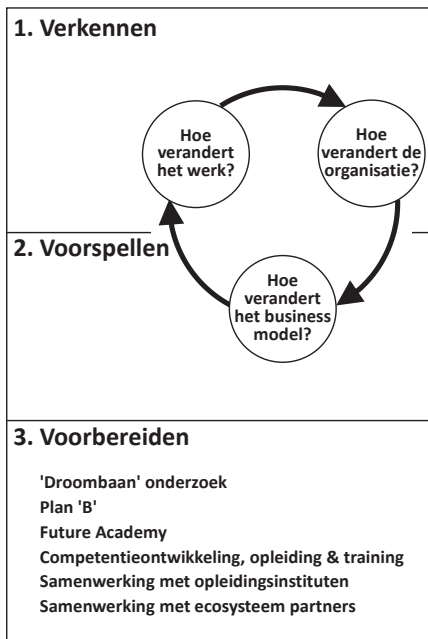 1. Verkennen
Hoe
verandert
het werk?
Hoe
verandert de
organisatie?
2. Voorspellen
Hoe
verandert
het business
model?
3. Voorbereiden
'Droombaan' onderzoek
Plan 'B'
Future Academy
Competentieontwikkeling, opleiding & training
Samenwerking met opleidingsinstituten
Samenwerking met ecosysteem partners